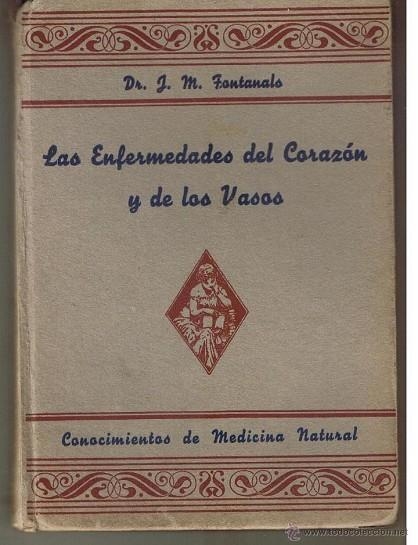 Dr. J. M. Fontanals
Las Enfermedades del Corazón
y de los Vasos
Conocimientos de Medicina Natural
www.todocoleccion.net